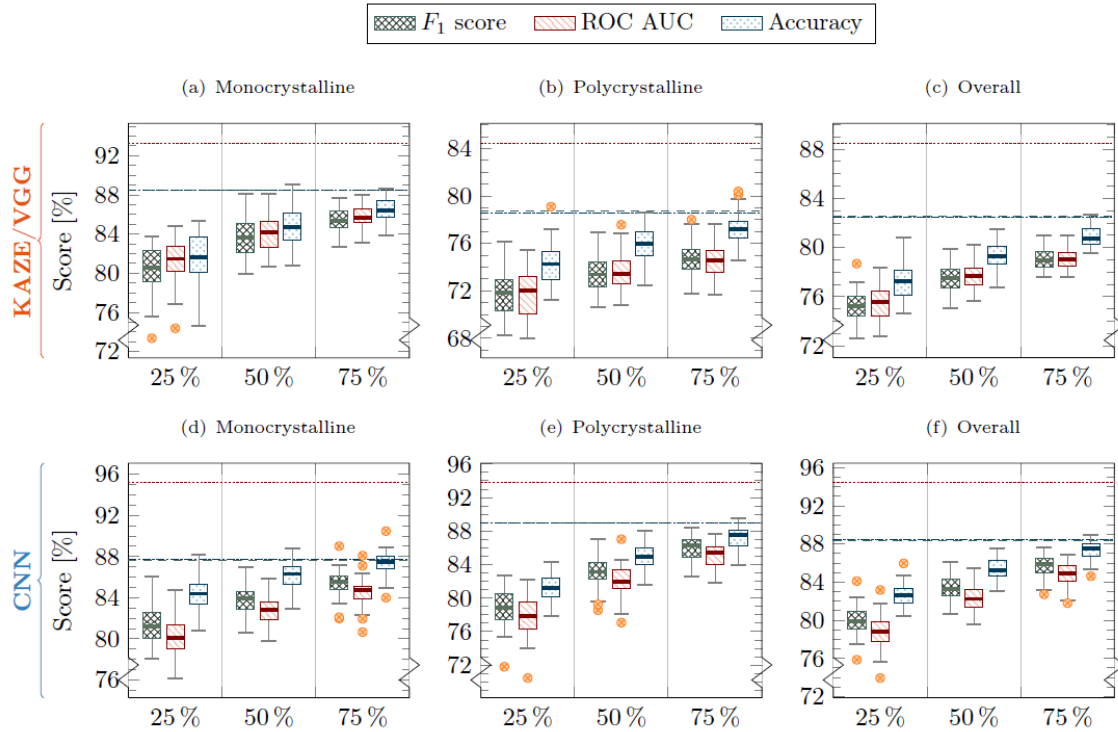 F1 score ROC AUC Accuracy
(a) Monocrystalline (b) Polycrystalline (c) Overall
KAZE/VGG
Score [%]
92
88
84
80
76
72
25 % 50 % 75 %
84
80
76
72
68
25 % 50 % 75 %
88
84
80
76
72
25 % 50 % 75 %
(d) Monocrystalline (e) Polycrystalline (f) Overall
CNN
Score [%]
96
92
88
84
80
76
25 % 50 % 75 %
96
94
92
88
84
80
76
72
25 % 50 % 75 %
96
92
88
84
80
76
72
25 % 50 % 75 %